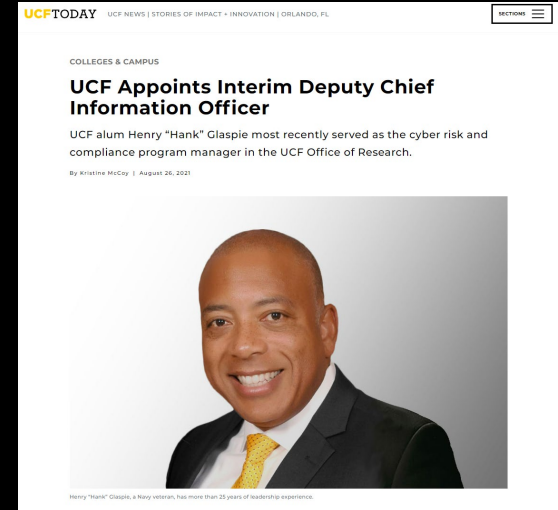 UCFTODAY UCF NEWS | STORIES OF IMPACT + INNOVATION | ORLANDO, FL SECTIONS
COLLEGES & CAMPUS
UCF Appoints Interim Deputy Chief
Information Officer
UCF alum Henry “Hank” Glaspie most recently served as the cyber risk and
compliance program manager in the UCF Office of Research.
By Kristine McCoy | August 26, 2021
Henry “Hank” Glaspie, a Navy veteran, has more than 25 years of leadership experience.